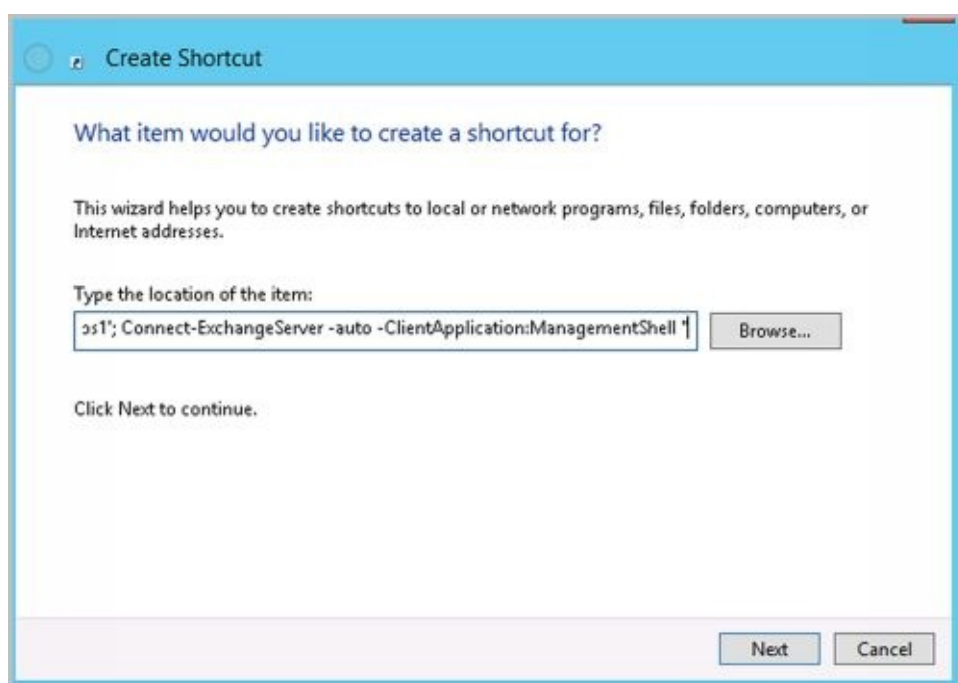 Create Shortcut
What item would you like to create a shortcut for?
This wizard helps you to create shortcuts to local or network programs, files, folders, computers, or
Internet addresses.
Type the location of the item:
os1'; Connect-ExchangeServer -auto -ClientApplication:ManagementShell "
Browse...
Click Next to continue.
Next
Cancel